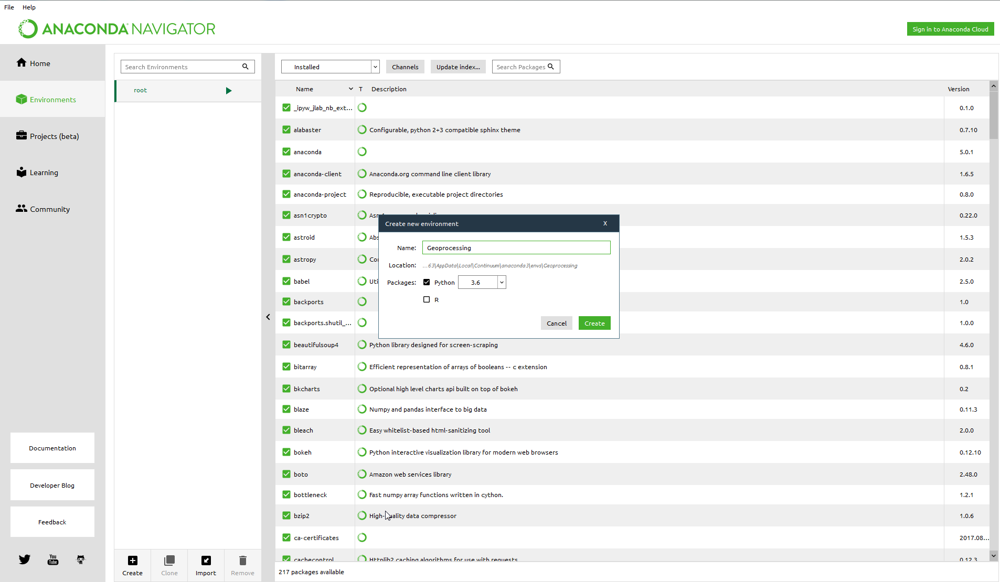 File Help
ANACONDA NAVIGATOR
Sign in to Anaconda Cloud
Home
Environments
Projects (beta)
Learning
Community
Documentation
Developer Blog
Feedback
You Tube
Search Environments
root
Create Clone Import Remove
Installed Channels Update index... Search Packages
Name T Description Version
_ipyw_jlab_nb_ext... 0.1.0
alabaster Configurable, python 2+3 compatible sphinx theme 0.7.10
anaconda 5.0.1
anaconda-client Anaconda.org command line client library 1.6.5
anaconda-project Reproducible, executable project directories 0.8.0
asn1crypto 0.22.0
astroid Abs 1.5.3
astropy Co 2.0.2
babel Uti 2.5.0
backports 1.0
backports.shutil_... 1.0.0
beautifulsoup4 Python library designed for screen-scraping 4.6.0
bitarray Efficient representation of arrays of booleans -- c extension 0.8.1
bkcharts Optional high level charts api built on top of bokeh 0.2
blaze Numpy and pandas interface to big data 0.11.3
bleach Easy whitelist-based html-sanitizing tool 2.0.0
bokeh Python interactive visualization library for modern web browsers 0.12.10
boto Amazon web services library 2.48.0
bottleneck Fast numpy array functions written in cython. 1.2.1
bzip2 High-quality data compressor 1.0.6
ca-certificates 2017.08...
cachecontrol Httplib2 caching algorithms for use with requests 0.12.3
217 packages available
Create new environment X
Name: Geoprocessing
Location: ...63\AppData\Local\Continuum\anaconda3\envs\Geoprocessing
Packages: Python 3.6
R
Cancel Create